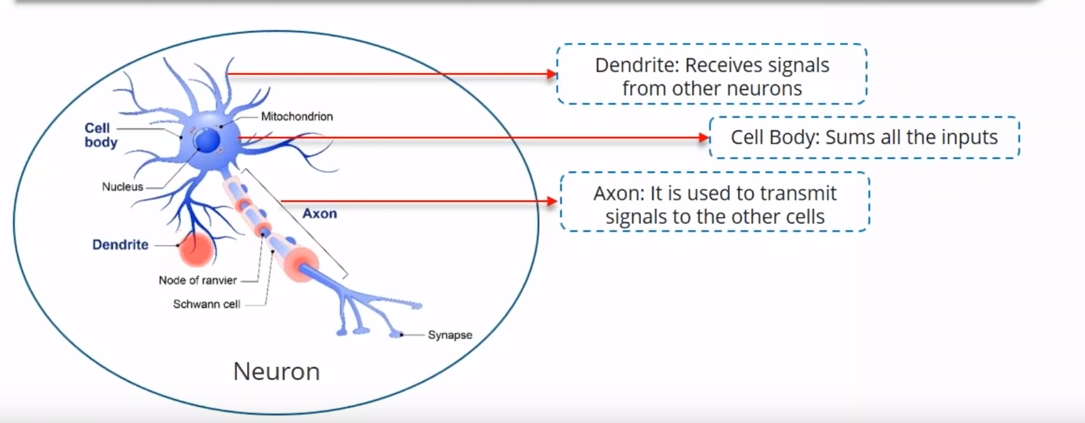 Dendrite: Receives signals
from other neurons
Mitochondrion
Cell
body
Cell Body: Sums all the inputs
Nucleus
Axon: It is used to transmit
signals to the other cells
Axon
Dendrite
Node of ranvier
Schwann cell
Synapse
Neuron